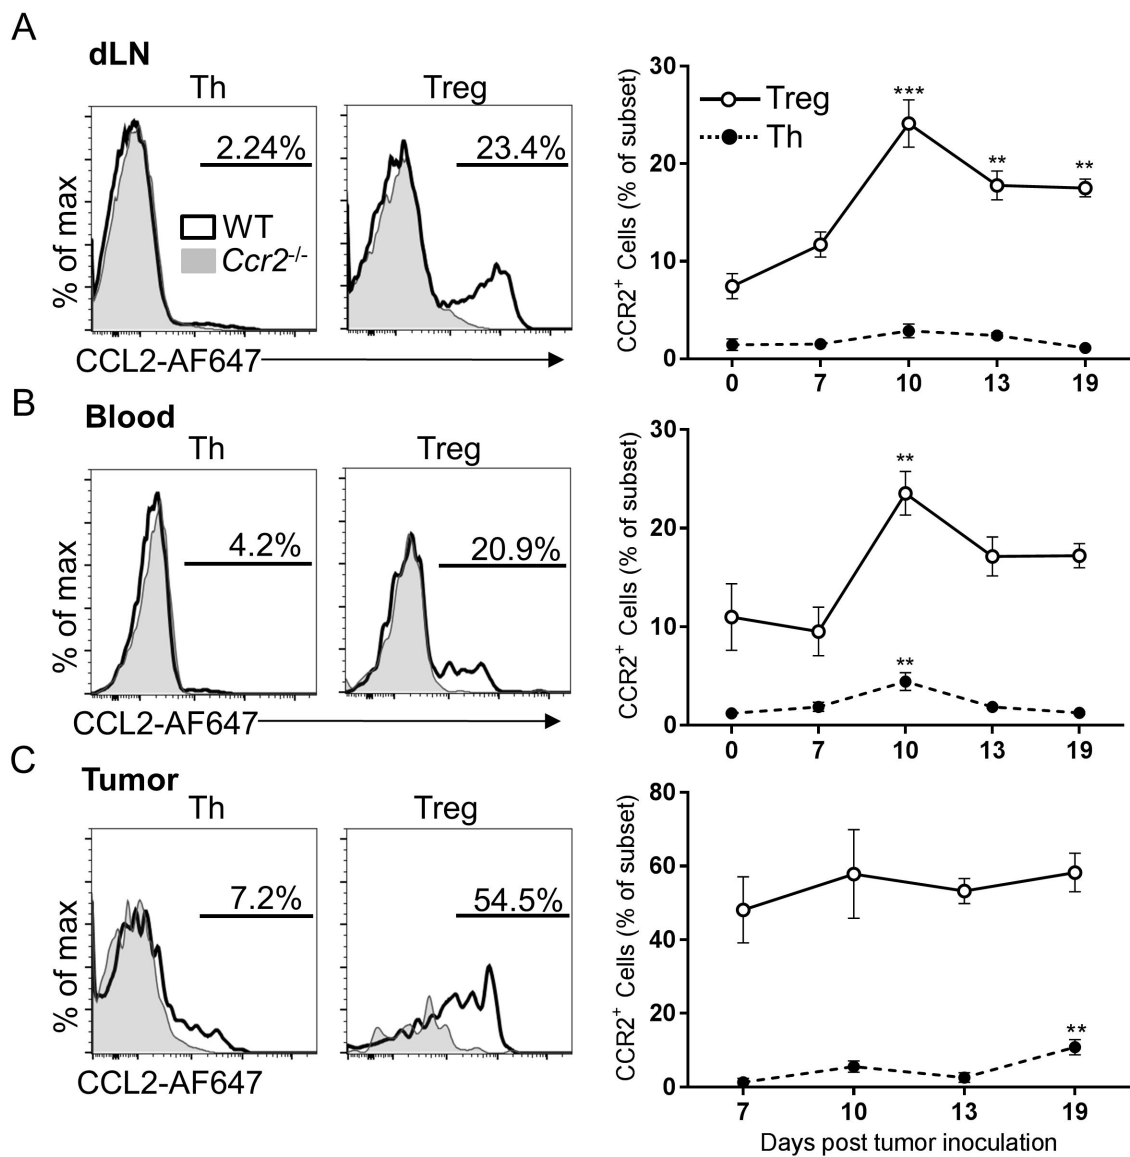 A
dLN
Th
Treg
2.24%
23.4%
WT
Ccr2-/-
% of max
CCL2-AF647
30
20
10
0
CCR2+ Cells (% of subset)
Treg
Th
***
**
**
0 7 10 13 19
B
Blood
Th
Treg
4.2%
20.9%
% of max
CCL2-AF647
30
20
10
0
CCR2+ Cells (% of subset)
**
**
0 7 10 13 19
C
Tumor
Th
Treg
7.2%
54.5%
% of max
CCL2-AF647
80
60
40
20
0
CCR2+ Cells (% of subset)
**
7 10 13 19
Days post tumor inoculation